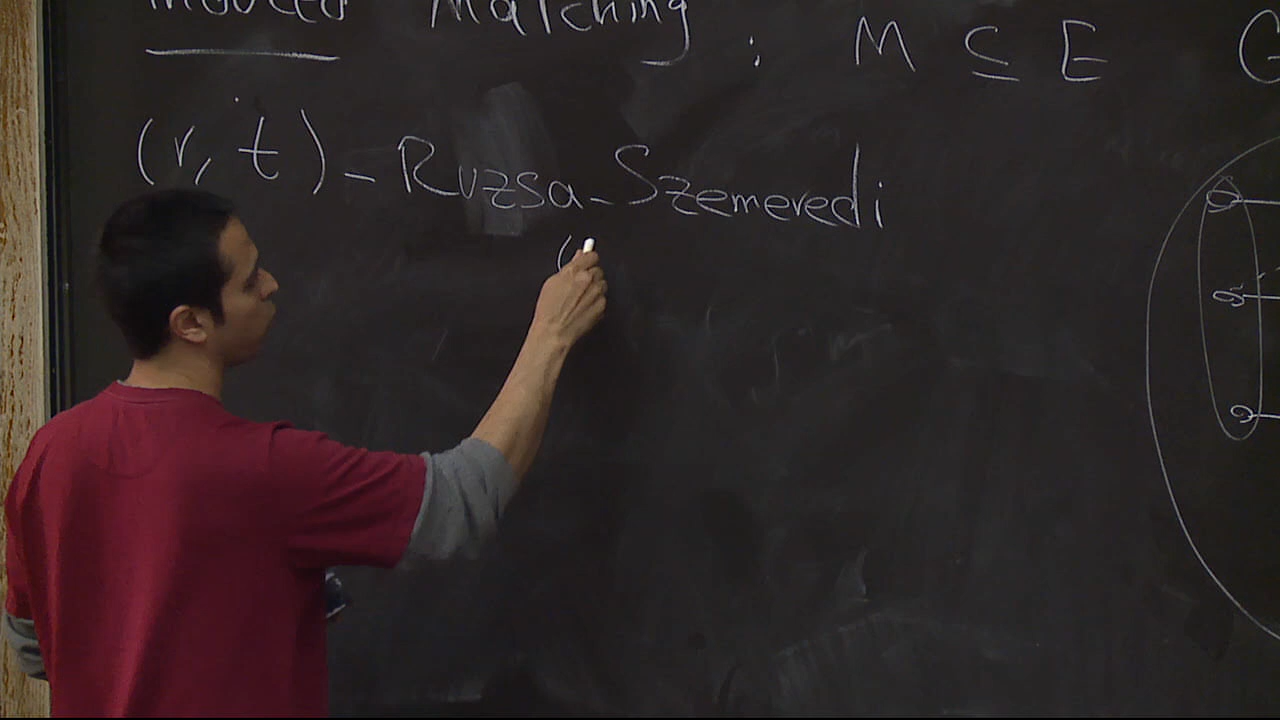 Induced Matching : M ⊆ E G
(r, t) - Ruzsa-Szemeredi
(